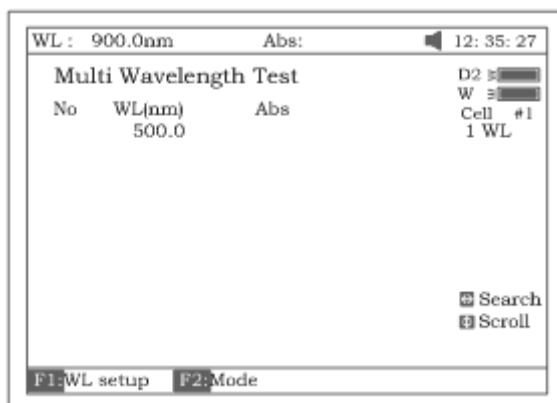 WL : 900.0nm Abs: 12: 35: 27
Multi Wavelength Test
D2
W
No WL(nm) Abs
Cell #1
500.0
1 WL
Search
Scroll
F1:WL setup F2:Mode